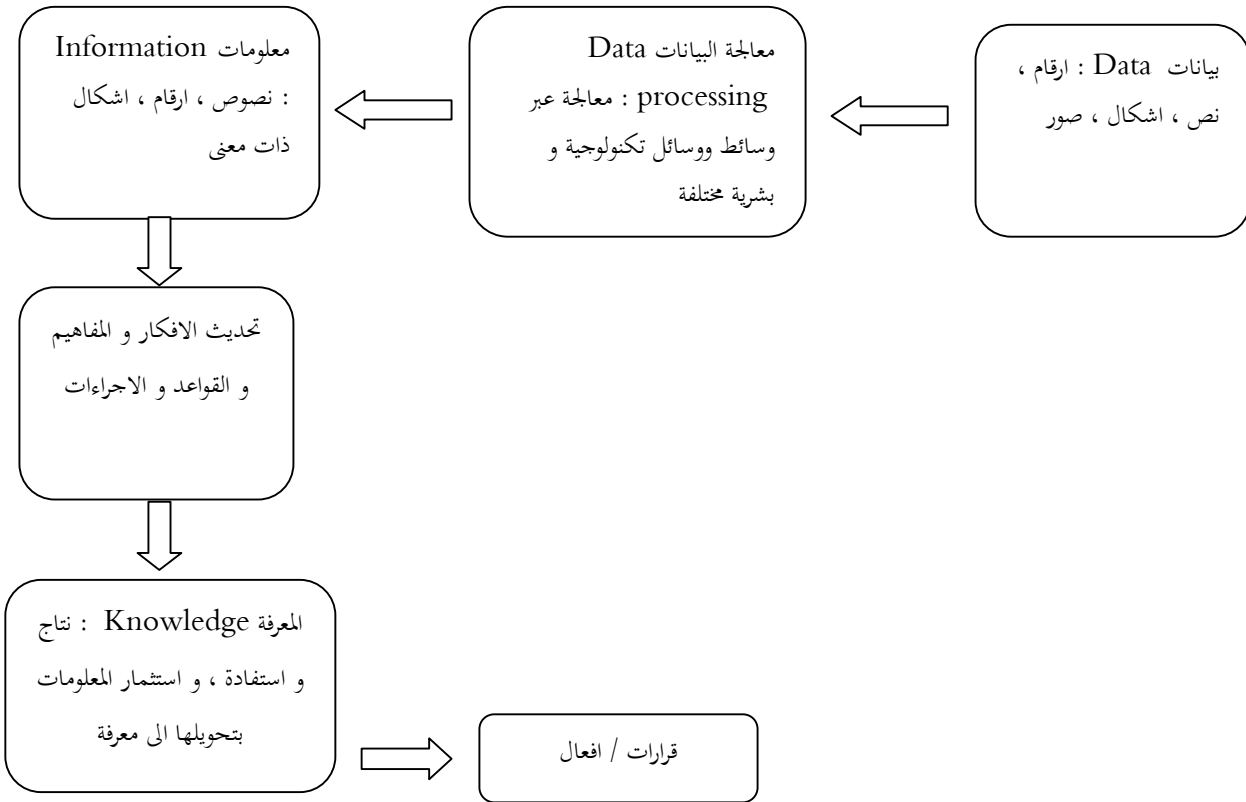 بيانات Data : ارقام ،
نص ، اشكال ، صور
معالجة البيانات Data
processing : معالجة عبر
وسائط ووسائل تكنولوجية و
بشرية مختلفة
معلومات Information
: نصوص ، ارقام ، اشكال
ذات معنى
تحديث الافكار و المفاهيم
و القواعد و الاجراءات
المعرفة Knowledge : نتاج
و استفادة ، و استثمار المعلومات
بتحويلها الى معرفة
قرارات / افعال